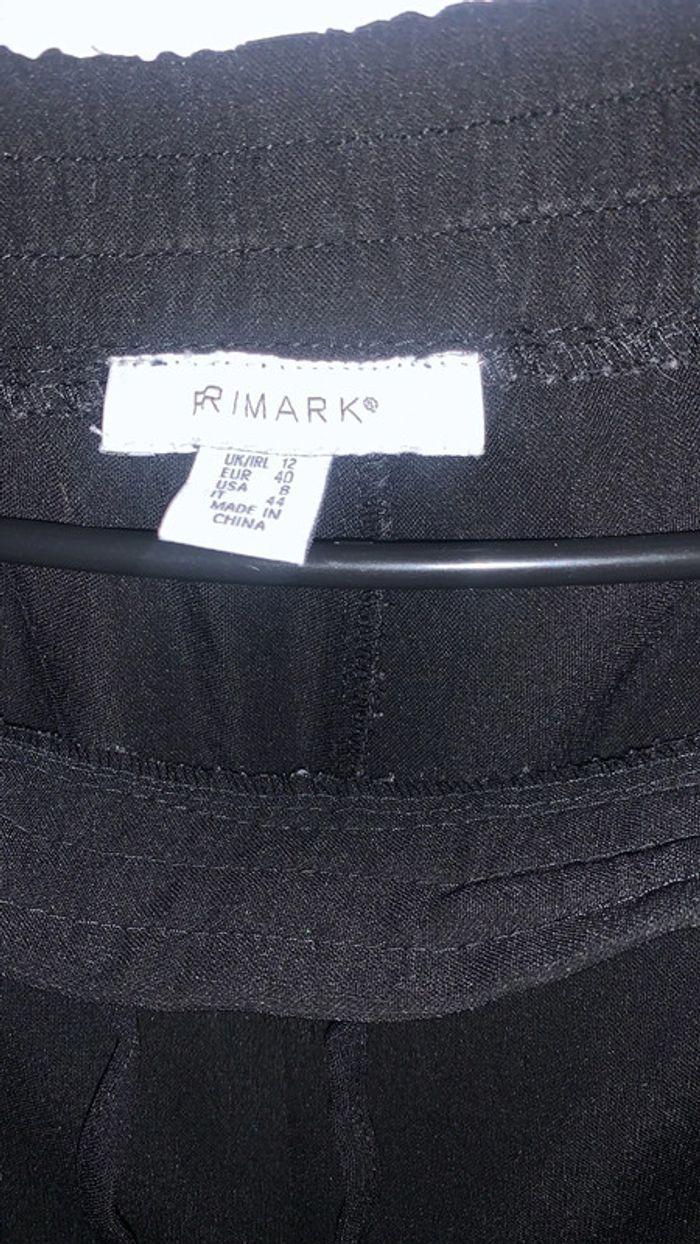 PRIMARK®
UK/IRL 12
EUR 40
USA 8
IT 44
MADE IN
CHINA